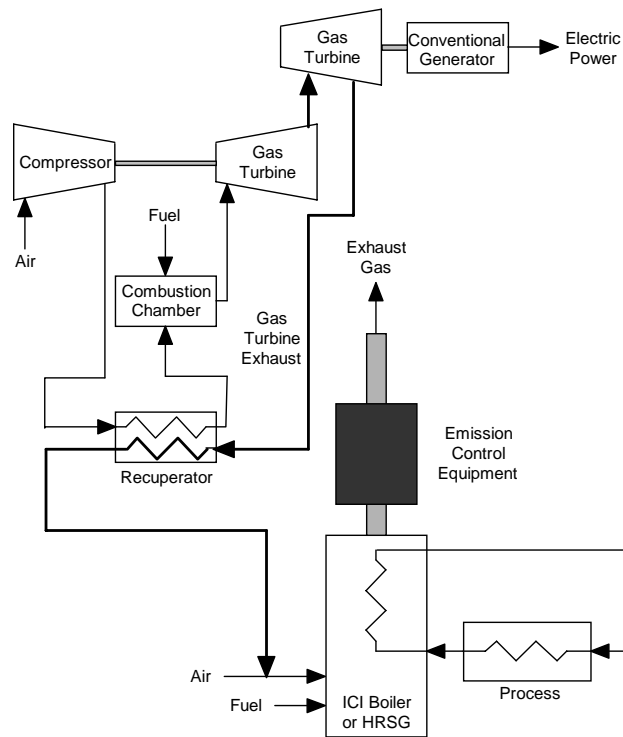 Gas
Turbine
Conventional
Generator
Electric
Power
Compressor
Gas
Turbine
Fuel
Air
Exhaust
Gas
Combustion
Chamber
Gas
Turbine
Exhaust
Emission
Control
Equipment
Recuperator
Air
Fuel
ICI Boiler
or HRSG
Process